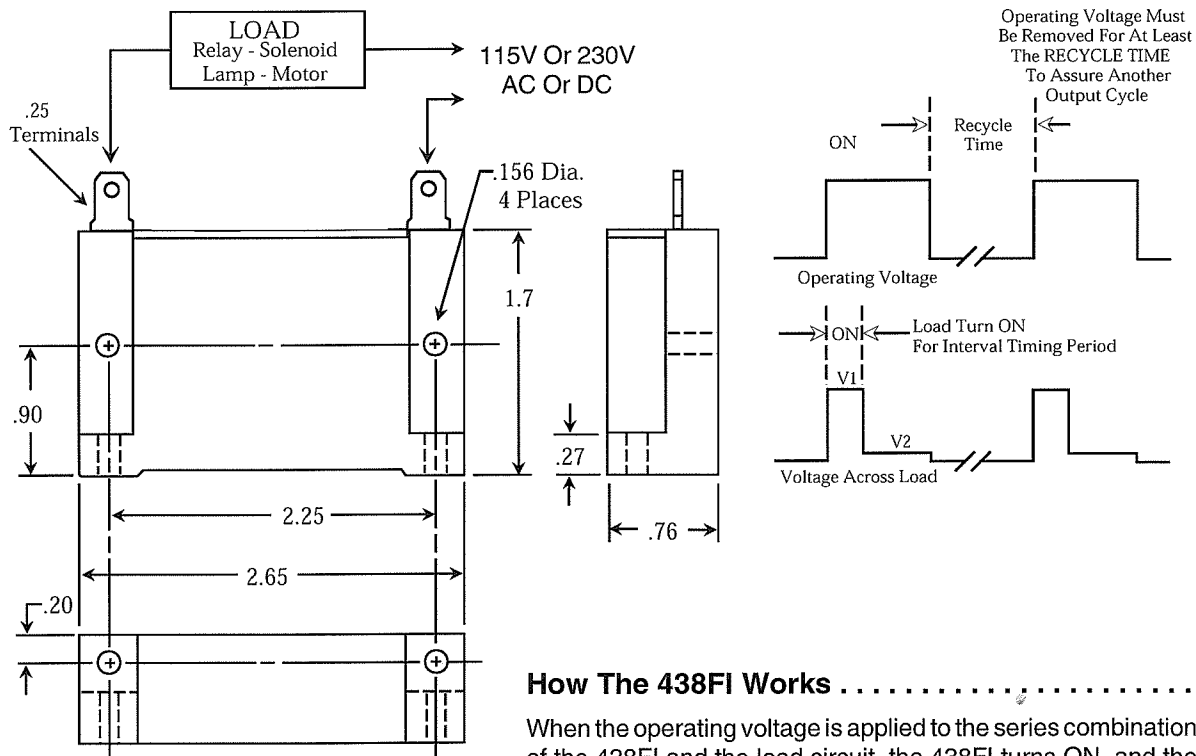 LOAD
Relay - Solenoid
Lamp - Motor
115V Or 230V
AC Or DC
.25
Terminals
.156 Dia.
4 Places
1.7
.90
.27
.76
2.25
2.65
.20
Operating Voltage Must
Be Removed For At Least
The RECYCLE TIME
To Assure Another
Output Cycle
ON
Recycle
Time
Operating Voltage
ON
Load Turn ON
For Interval Timing Period
V1
V2
Voltage Across Load
How The 438FI Works . . . . . . . . . . . . . . . . . . . . . .
When the operating voltage is applied to the series combination
of the 438FI and the load circuit, the 438FI turns ON, and the